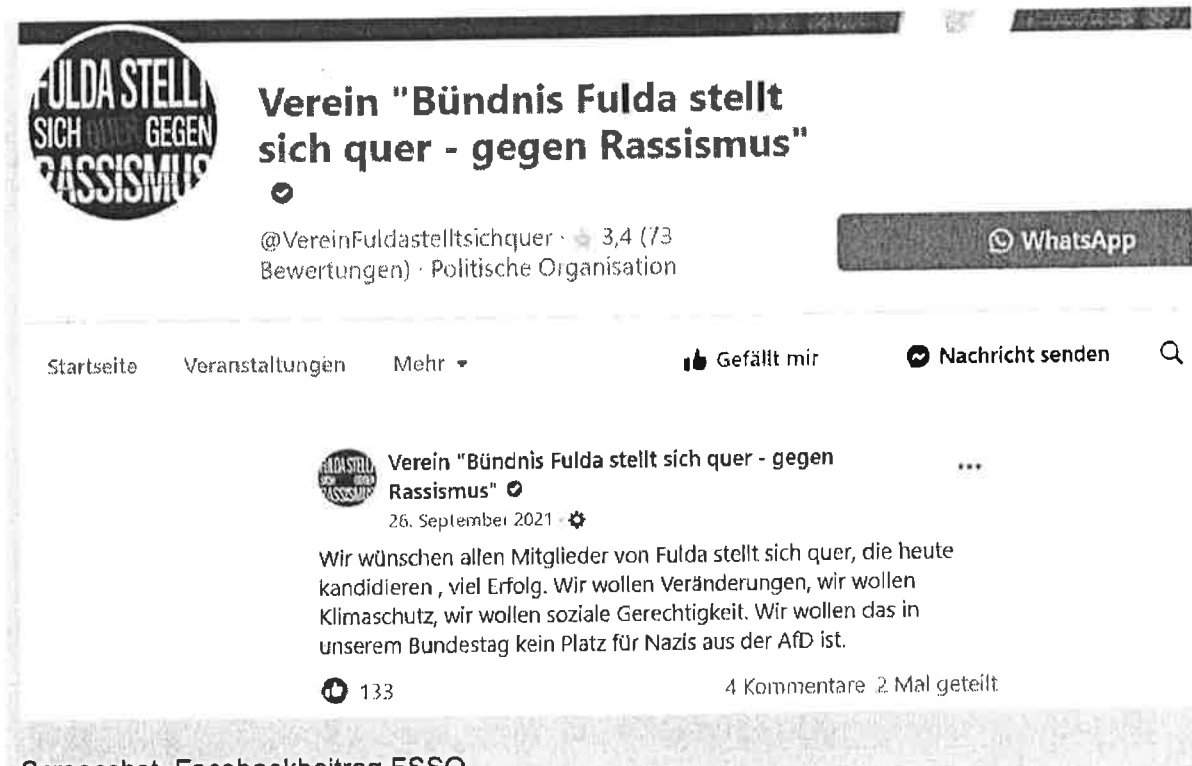 FULDA STELLT
SICH QUER GEGEN
RASSISMUS
Verein "Bündnis Fulda stellt
sich quer - gegen Rassismus"
@VereinFuldastelltsichquer · 3,4 (73
Bewertungen) · Politische Organisation
WhatsApp
Startseite Veranstaltungen Mehr Gefällt mir Nachricht senden
Verein "Bündnis Fulda stellt sich quer - gegen
Rassismus"
26. September 2021 ·
Wir wünschen allen Mitglieder von Fulda stellt sich quer, die heute
kandidieren , viel Erfolg. Wir wollen Veränderungen, wir wollen
Klimaschutz, wir wollen soziale Gerechtigkeit. Wir wollen das in
unserem Bundestag kein Platz für Nazis aus der AfD ist.
133 4 Kommentare 2 Mal geteilt
Screenshot Facebookbeitrag FSSQ